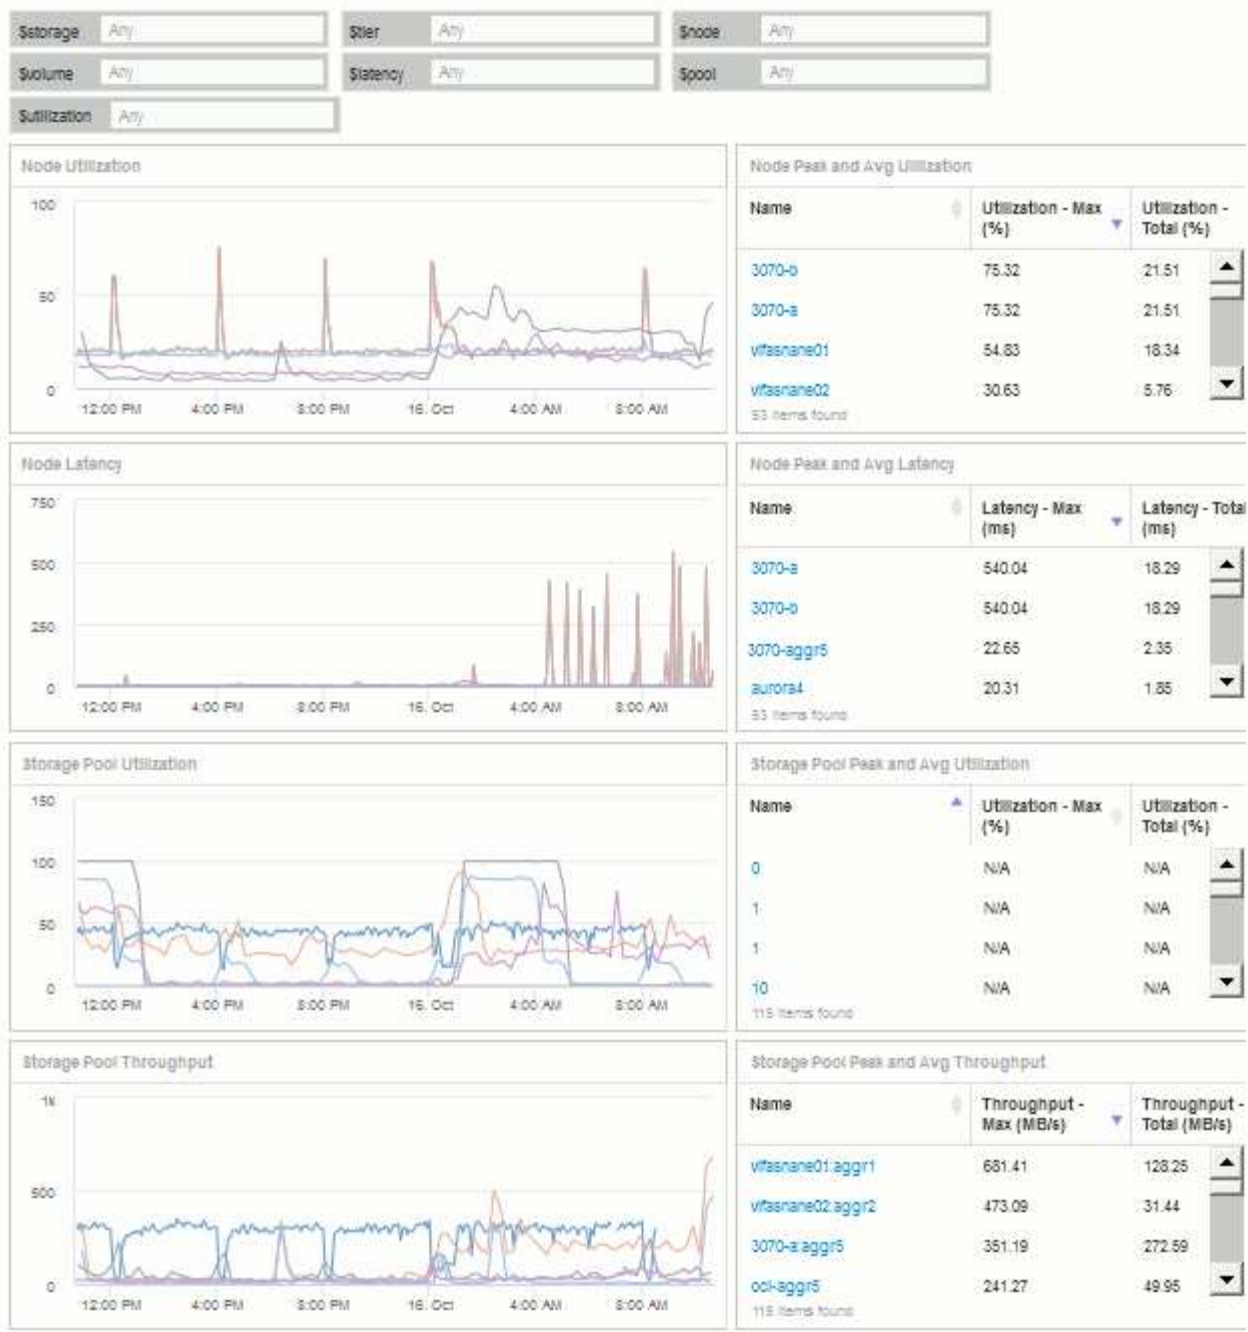 $storage Any $tier Any $node Any
$volume Any $latency Any $pool Any
$utilization Any
Node Utilization
100
50
0
12:00 PM 4:00 PM 8:00 PM 16. Oct 4:00 AM 8:00 AM
Node Peak and Avg Utilization
Name Utilization - Max (%) Utilization - Total (%)
3070-b 75.32 21.51
3070-a 75.32 21.51
vifasnane01 54.83 18.34
vifasnane02 30.63 5.76
53 items found
Node Latency
750
500
250
0
12:00 PM 4:00 PM 8:00 PM 16. Oct 4:00 AM 8:00 AM
Node Peak and Avg Latency
Name Latency - Max (ms) Latency - Total (ms)
3070-a 540.04 18.29
3070-b 540.04 18.29
3070-aggr5 22.65 2.35
aurora4 20.31 1.85
53 items found
Storage Pool Utilization
150
100
50
0
12:00 PM 4:00 PM 8:00 PM 16. Oct 4:00 AM 8:00 AM
Storage Pool Peak and Avg Utilization
Name Utilization - Max (%) Utilization - Total (%)
0 N/A N/A
1 N/A N/A
1 N/A N/A
10 N/A N/A
115 items found
Storage Pool Throughput
1k
500
0
12:00 PM 4:00 PM 8:00 PM 16. Oct 4:00 AM 8:00 AM
Storage Pool Peak and Avg Throughput
Name Throughput - Max (MB/s) Throughput - Total (MB/s)
vifasnane01:aggr1 681.41 128.25
vifasnane02:aggr2 473.09 31.44
3070-a:aggr5 351.19 272.59
oci-aggr5 241.27 49.95
115 items found